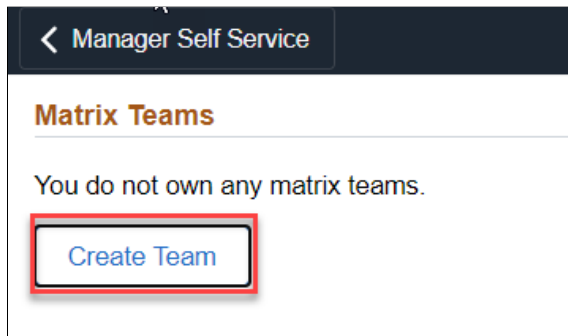 Manager Self Service
Matrix Teams
You do not own any matrix teams.
Create Team